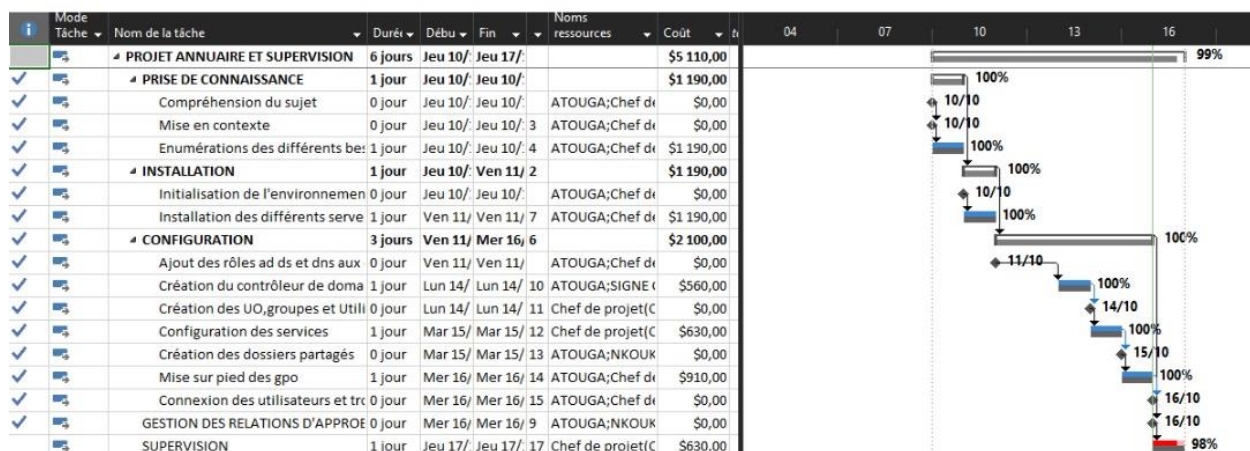 Mode Tâche Nom de la tâche Durée Débu Fin Noms ressources Coût 04 07 10 13 16
PROJET ANNUAIRE ET SUPERVISION 6 jours Jeu 10/ Jeu 17/ $5 110,00 99%
PRISE DE CONNAISSANCE 1 jour Jeu 10/ Jeu 10/ $1 190,00 100%
Compréhension du sujet 0 jour Jeu 10/ Jeu 10/ ATOUGA;Chef de $0,00 10/10
Mise en contexte 0 jour Jeu 10/ Jeu 10/ 3 ATOUGA;Chef de $0,00 10/10
Enumérations des différents bes 1 jour Jeu 10/ Jeu 10/ 4 ATOUGA;Chef de $1 190,00 100%
INSTALLATION 1 jour Jeu 10/ Ven 11/ 2 $1 190,00 100%
Initialisation de l'environnemen 0 jour Jeu 10/ Jeu 10/ ATOUGA;Chef de $0,00 10/10
Installation des différents serve 1 jour Ven 11/ Ven 11/ 7 ATOUGA;Chef de $1 190,00 100%
CONFIGURATION 3 jours Ven 11/ Mer 16/ 6 $2 100,00 100%
Ajout des rôles ad ds et dns aux 0 jour Ven 11/ Ven 11/ ATOUGA;Chef de $0,00 11/10
Création du contrôleur de doma 1 jour Lun 14/ Lun 14/ 10 ATOUGA;SIGNE $560,00 100%
Création des UO,groupes et Utili 0 jour Lun 14/ Lun 14/ 11 Chef de projet(C $0,00 14/10
Configuration des services 1 jour Mar 15/ Mar 15/ 12 Chef de projet(C $630,00 100%
Création des dossiers partagés 0 jour Mar 15/ Mar 15/ 13 ATOUGA;NKOUK $0,00 15/10
Mise sur pied des gpo 1 jour Mer 16/ Mer 16/ 14 ATOUGA;Chef de $910,00 100%
Connexion des utilisateurs et tro 0 jour Mer 16/ Mer 16/ 15 ATOUGA;Chef de $0,00 16/10
GESTION DES RELATIONS D'APPROE 0 jour Mer 16/ Mer 16/ 9 ATOUGA;NKOUK $0,00 16/10
SUPERVISION 1 jour Jeu 17/ Jeu 17/ 17 Chef de projet(C $630,00 98%